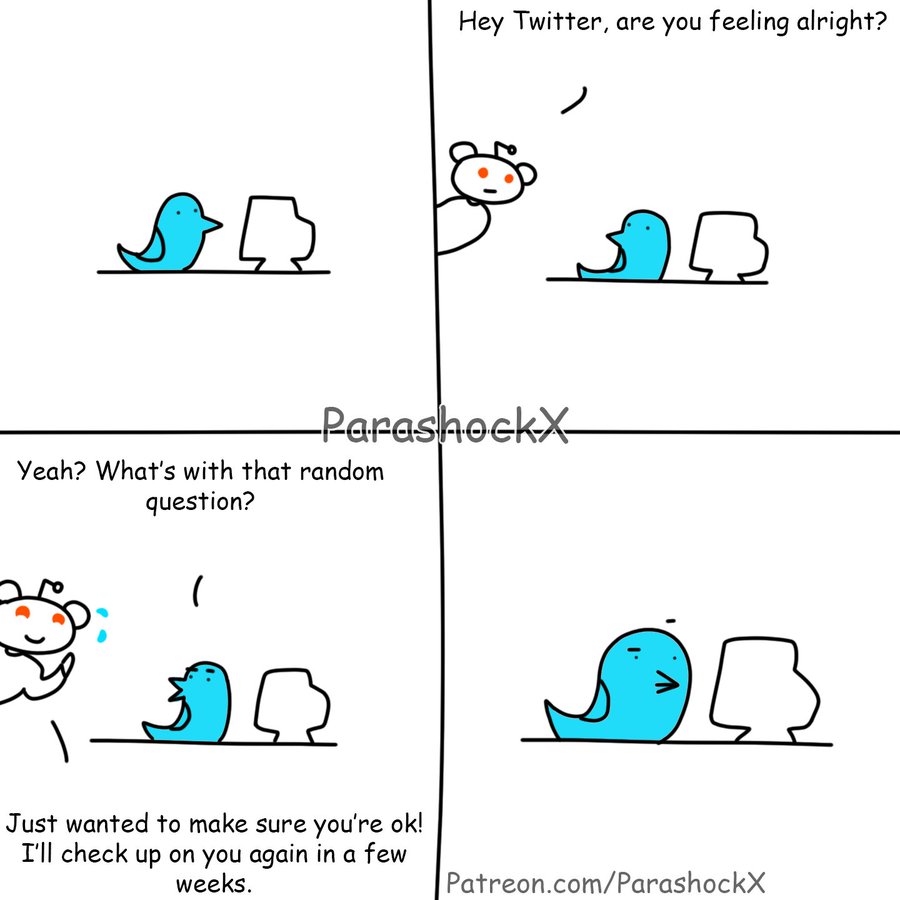 Hey Twitter, are you feeling alright?
ParashockX
Yeah? What's with that random
question?
Just wanted to make sure you're ok!
I'll check up on you again in a few
weeks.
Patreon.com/ParashockX